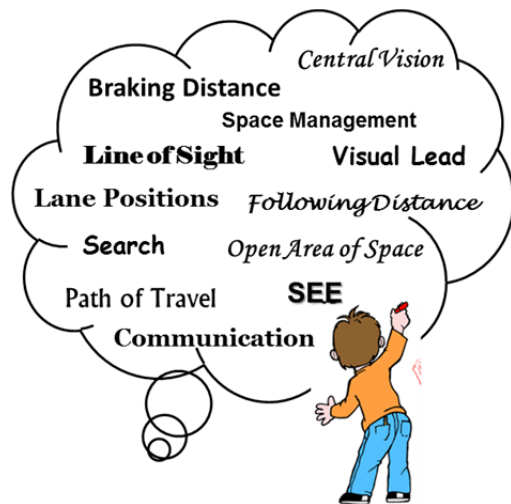 Central Vision
Braking Distance
Space Management
Line of Sight
Visual Lead
Lane Positions
Following Distance
Search
Open Area of Space
Path of Travel
SEE
Communication